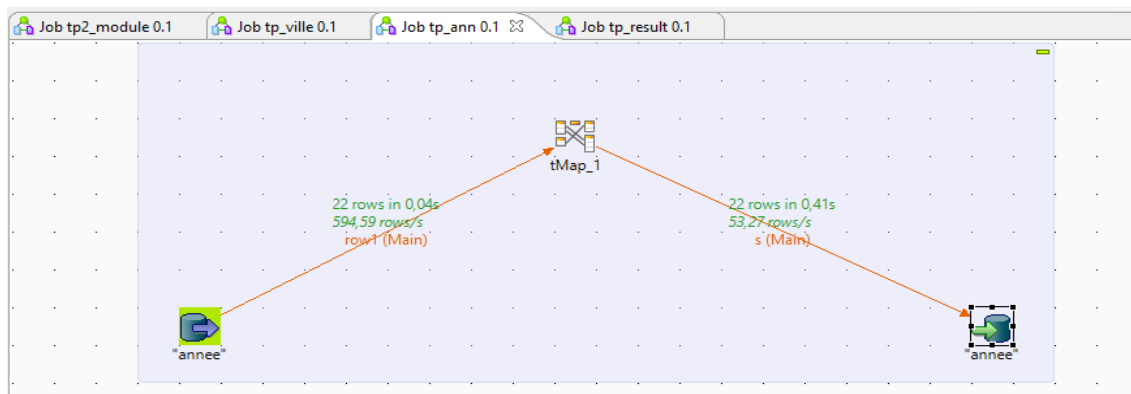 Job tp2_module 0.1 Job tp_ville 0.1 Job tp_ann 0.1 Job tp_result 0.1
tMap_1
22 rows in 0,04s
594,59 rows/s
row1 (Main)
22 rows in 0,41s
53,27 rows/s
s (Main)
"annee"
"annee"